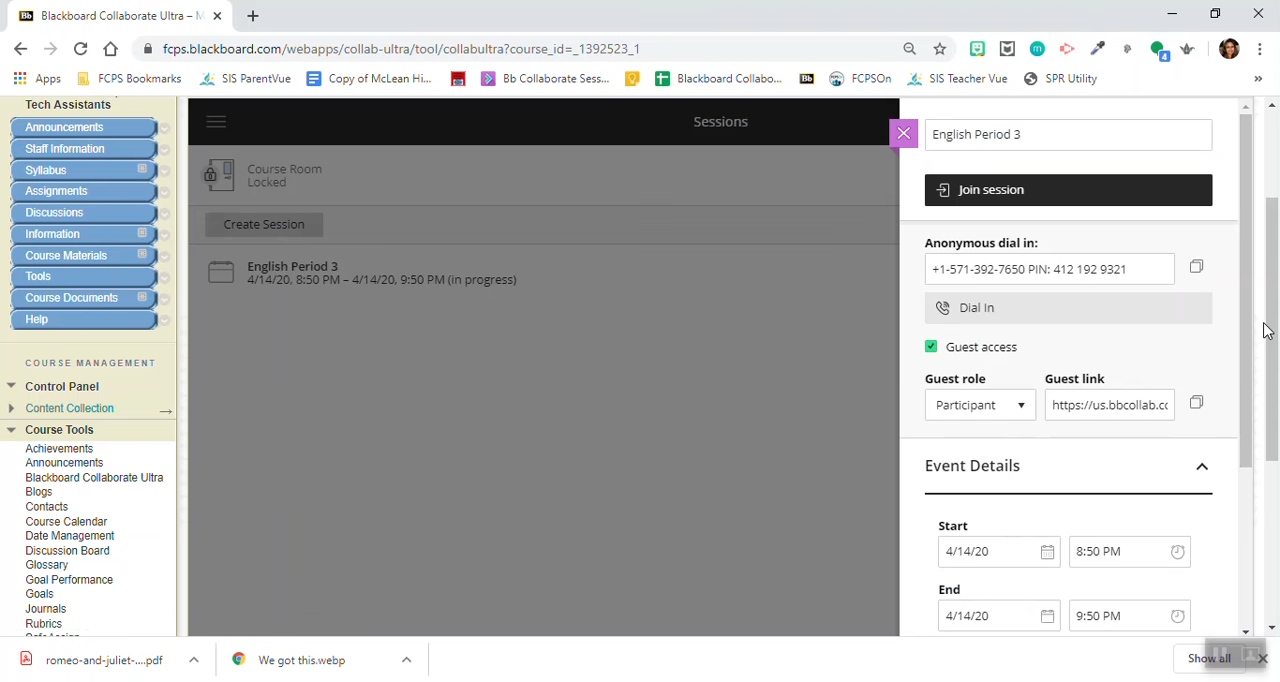 Blackboard Collaborate Ultra – M
fcps.blackboard.com/webapps/collab-ultra/tool/collabultra?course_id=_1392523_1
4
Apps
FCPS Bookmarks
SIS ParentVue
Copy of McLean Hi...
Bb Collaborate Sess...
Blackboard Collabo...
Bb
FCPSOn
SIS Teacher Vue
SPR Utility
»
Tech Assistants
Announcements
Staff Information
Syllabus
Assignments
Discussions
Information
Course Materials
Tools
Course Documents
Help
COURSE MANAGEMENT
Control Panel
Content Collection
Course Tools
Achievements
Announcements
Blackboard Collaborate Ultra
Blogs
Contacts
Course Calendar
Date Management
Discussion Board
Glossary
Goal Performance
Goals
Journals
Rubrics
SafeAssign
Sessions
Course Room
Locked
Create Session
English Period 3
4/14/20, 8:50 PM – 4/14/20, 9:50 PM (in progress)
English Period 3
Join session
Anonymous dial in:
+1-571-392-7650 PIN: 412 192 9321
Dial In
Guest access
Guest role
Guest link
Participant
https://us.bbcollab.cc
Event Details
Start
4/14/20
8:50 PM
End
4/14/20
9:50 PM
romeo-and-juliet-....pdf
We got this.webp
Show all